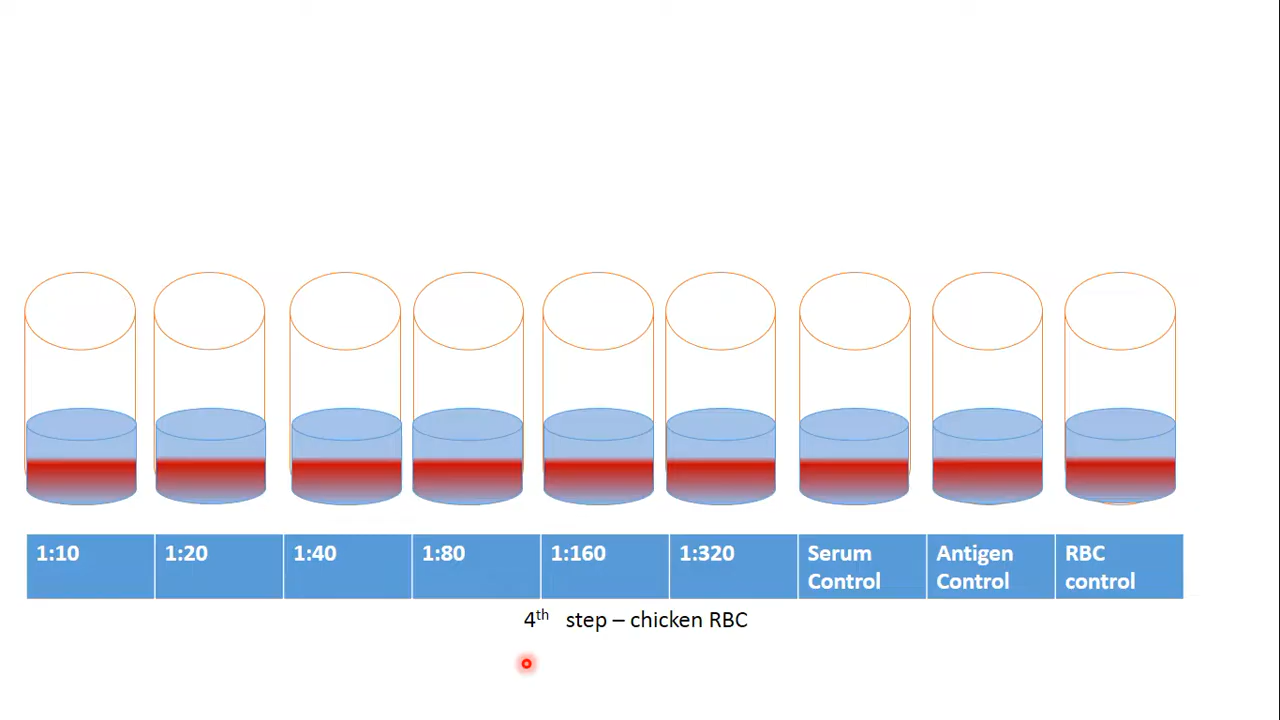 1:10 1:20 1:40 1:80 1:160 1:320 Serum Control Antigen Control RBC control
4th step – chicken RBC